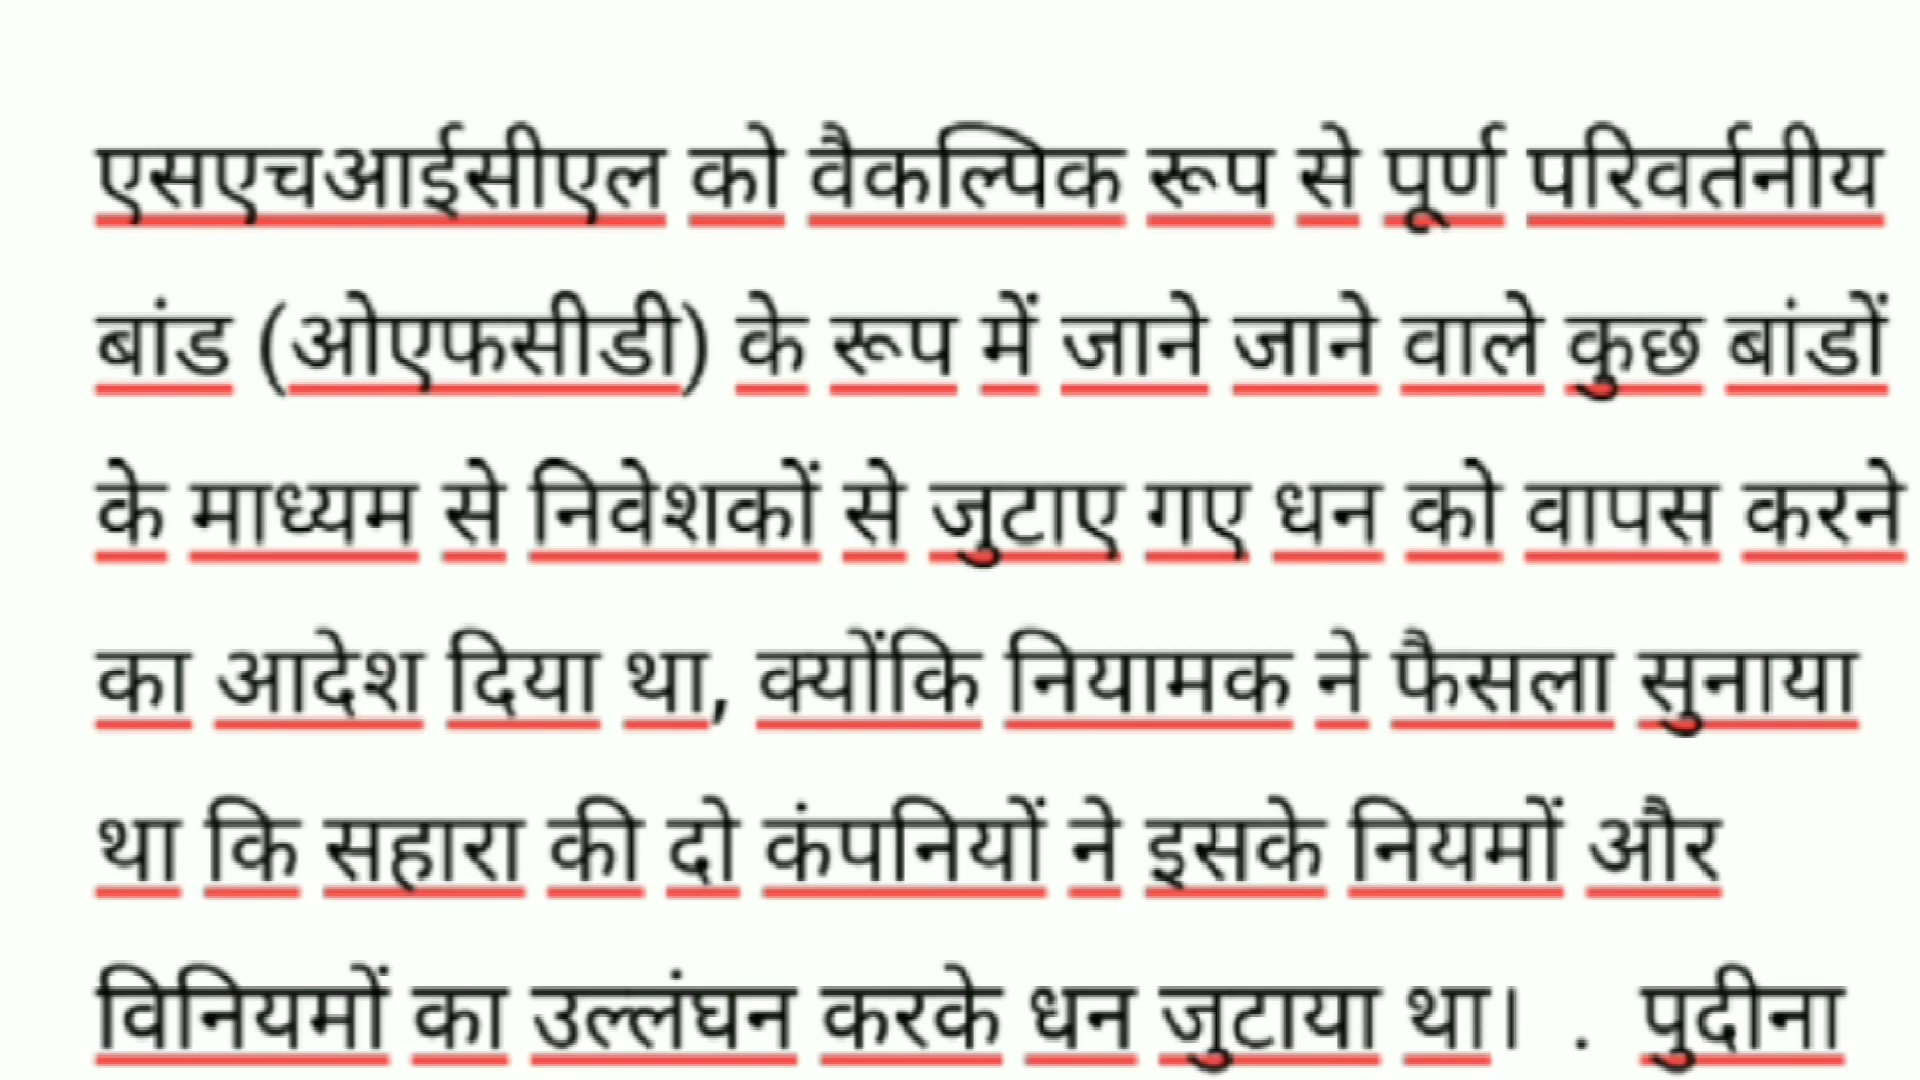 एसएचआईसीएल को वैकल्पिक रूप से पूर्ण परिवर्तनीय
बांड (ओएफसीडी) के रूप में जाने जाने वाले कुछ बांडों
के माध्यम से निवेशकों से जुटाए गए धन को वापस करने
का आदेश दिया था, क्योंकि नियामक ने फैसला सुनाया
था कि सहारा की दो कंपनियों ने इसके नियमों और
विनियमों का उल्लंघन करके धन जुटाया था। . पुदीना